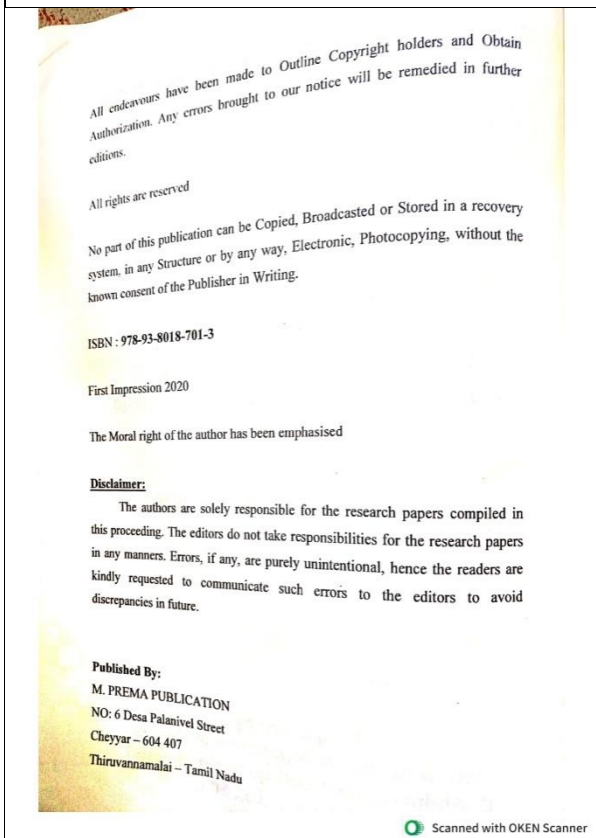 All endeavours have been made to Outline Copyright holders and Obtain
Authorization. Any errors brought to our notice will be remedied in further
editions.
All rights are reserved
No part of this publication can be Copied, Broadcasted or Stored in a recovery
system, in any Structure or by any way, Electronic, Photocopying, without the
known consent of the Publisher in Writing.
ISBN : 978-93-8018-701-3
First Impression 2020
The Moral right of the author has been emphasised
Disclaimer:
The authors are solely responsible for the research papers compiled in
this proceeding. The editors do not take responsibilities for the research papers
in any manners. Errors, if any, are purely unintentional, hence the readers are
kindly requested to communicate such errors to the editors to avoid
discrepancies in future.
Published By:
M. PREMA PUBLICATION
NO: 6 Desa Palanivel Street
Cheyyar – 604 407
Thiruvannamalai – Tamil Nadu
Scanned with OKEN Scanner